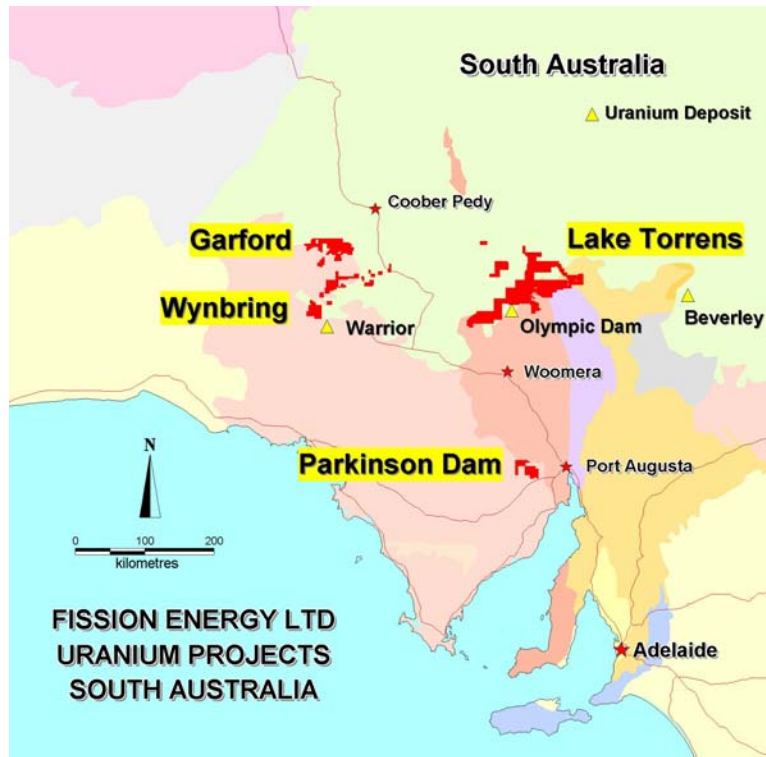 South Australia
Uranium Deposit
Coober Pedy
Garford
Lake Torrens
Wynbring
Warrior
Olympic Dam
Beverley
Woomera
Parkinson Dam
Port Augusta
N
0 100 200
kilometres
FISSION ENERGY LTD
URANIUM PROJECTS
SOUTH AUSTRALIA
Adelaide